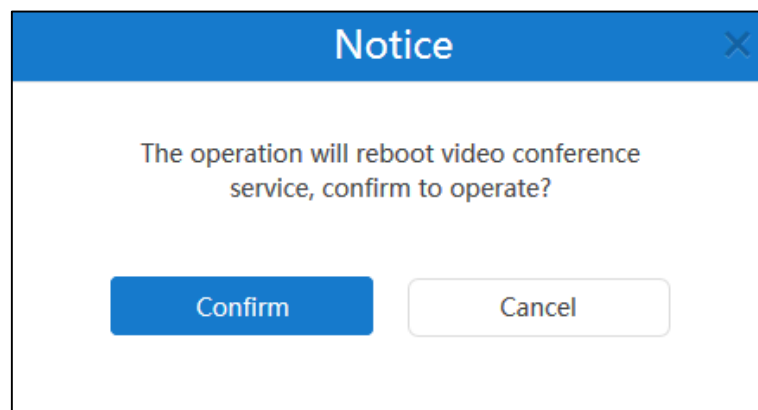 Notice
The operation will reboot video conference
service, confirm to operate?
Confirm
Cancel